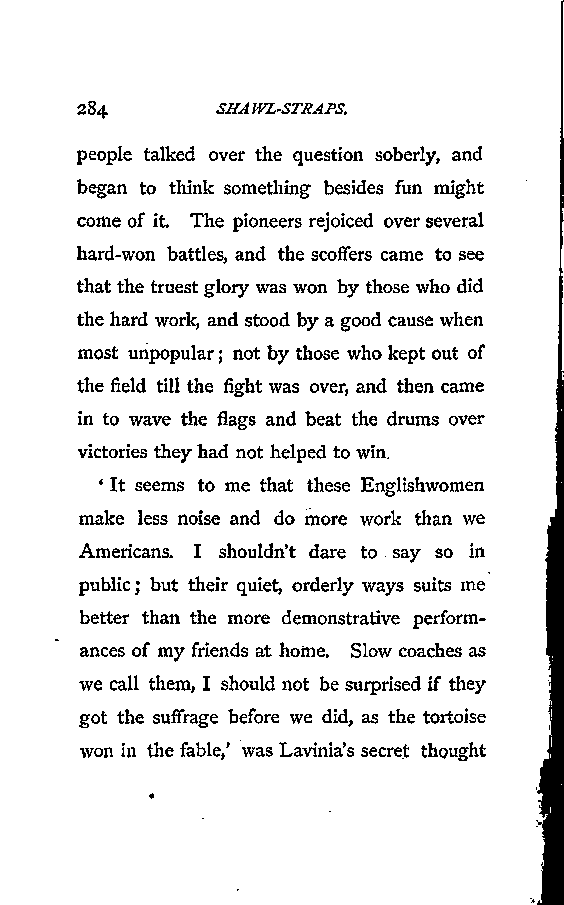 284 SHAWL-STRAPS.
people talked over the question soberly, and
began to think something besides fun might
come of it. The pioneers rejoiced over several
hard-won battles, and the scoffers came to see
that the truest glory was won by those who did
the hard work, and stood by a good cause when
most unpopular; not by those who kept out of
the field till the fight was over, and then came
in to wave the flags and beat the drums over
victories they had not helped to win.
‘It seems to me that these Englishwomen
make less noise and do more work than we
Americans. I shouldn't dare to say so in
public; but their quiet, orderly ways suits me
better than the more demonstrative perform-
ances of my friends at home. Slow coaches as
we call them, I should not be surprised if they
got the suffrage before we did, as the tortoise
won in the fable,’ was Lavinia's secret thought